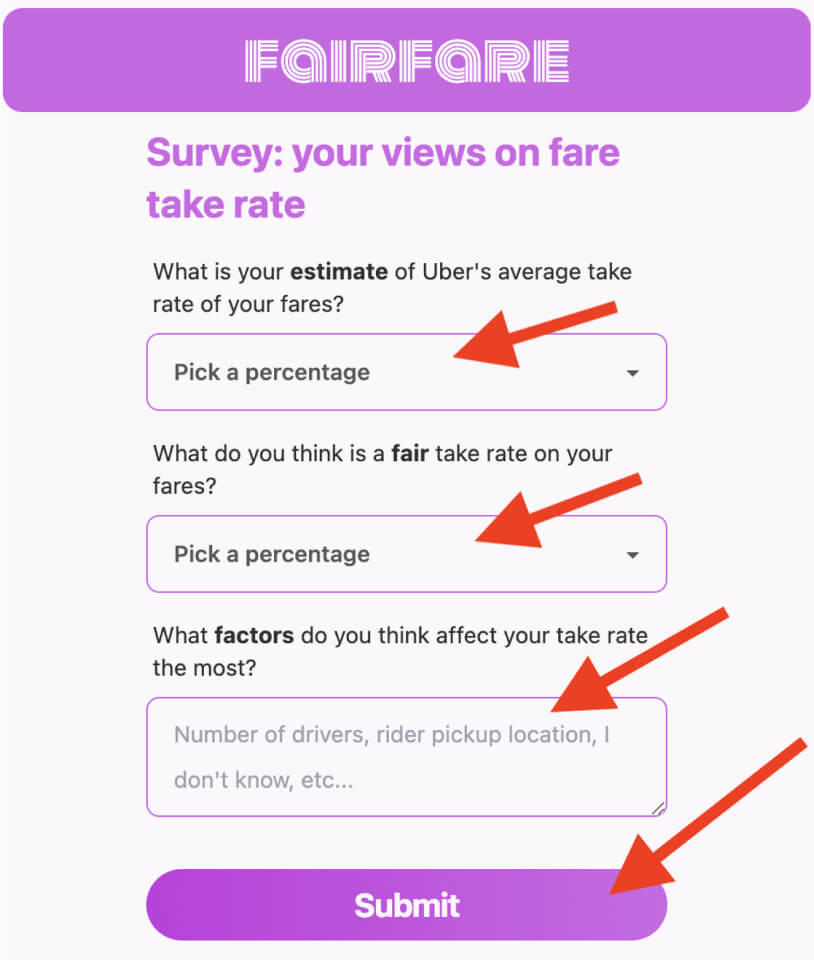 FAIRFARE
Survey: your views on fare
take rate
What is your estimate of Uber's average take
rate of your fares?
Pick a percentage
What do you think is a fair take rate on your
fares?
Pick a percentage
What factors do you think affect your take rate
the most?
Number of drivers, rider pickup location, I
don't know, etc...
Submit